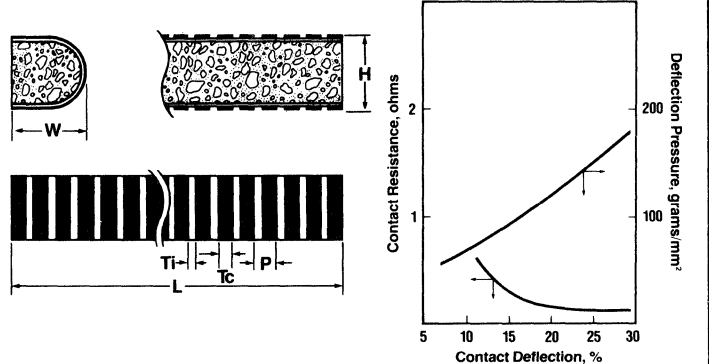 H
W
Ti
Tc
P
L
Contact Resistance, ohms
2
1
200
100
Deflection Pressure, grams/mm²
5 10 15 20 25 30
Contact Deflection, %